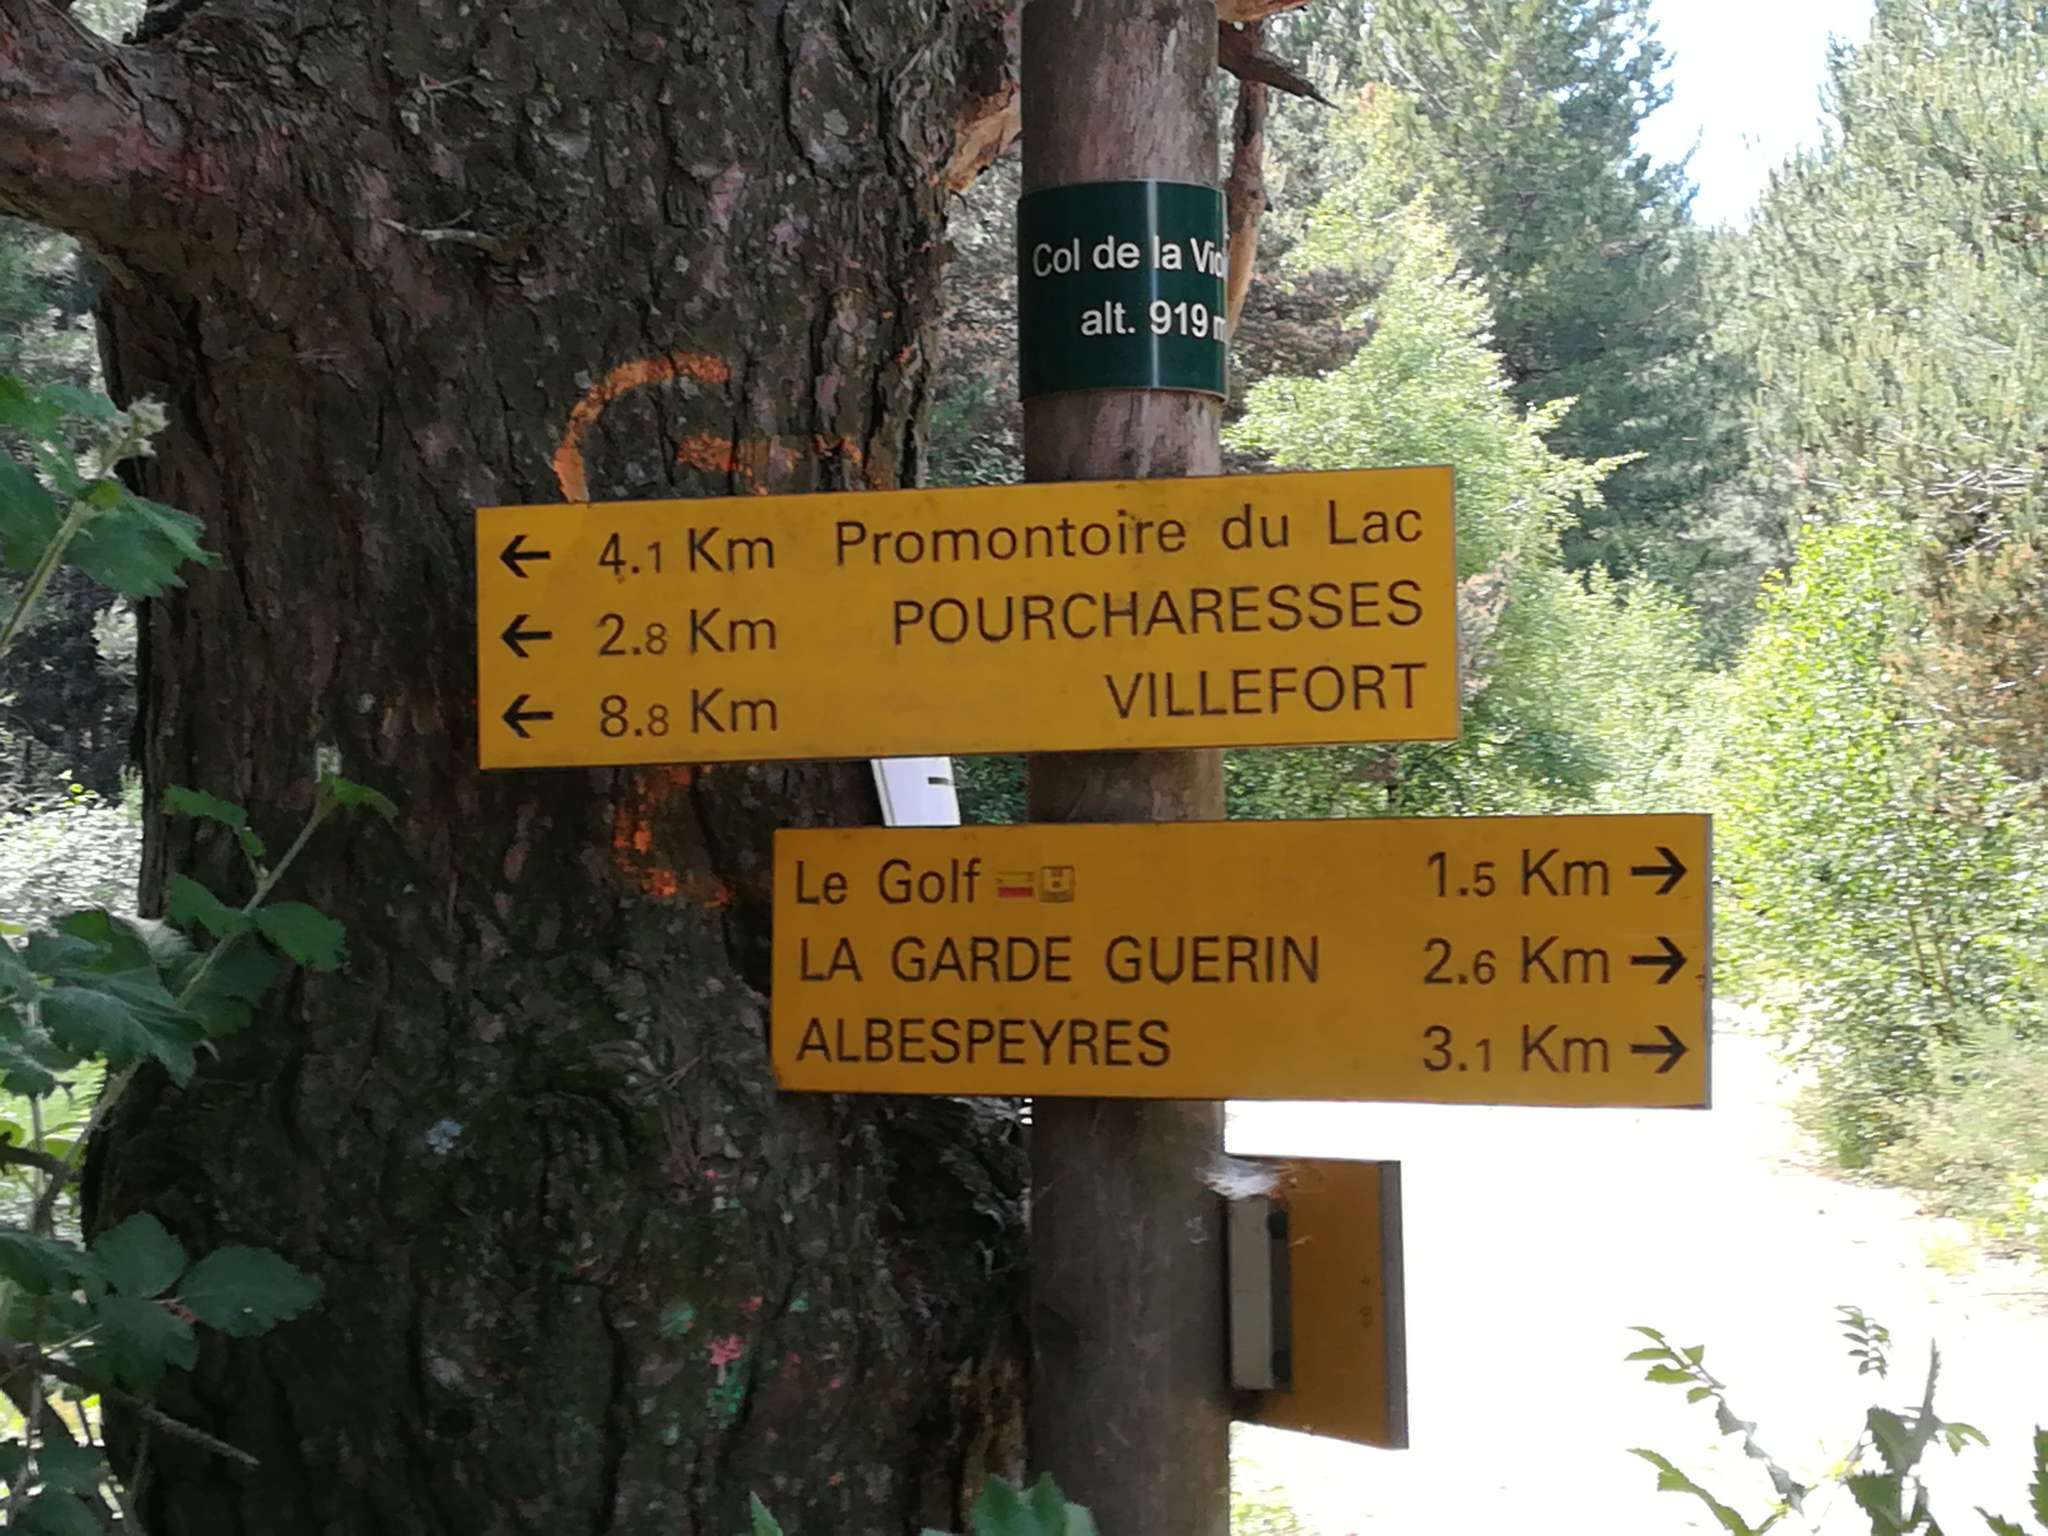 Col de la
alt. 919 m
← 4.1 Km Promontoire du Lac
← 2.8 Km POURCHARESSES
← 8.8 Km VILLEFORT
Le Golf 1.5 Km →
LA GARDE GUERIN 2.6 Km →
ALBESPEYRES 3.1 Km →